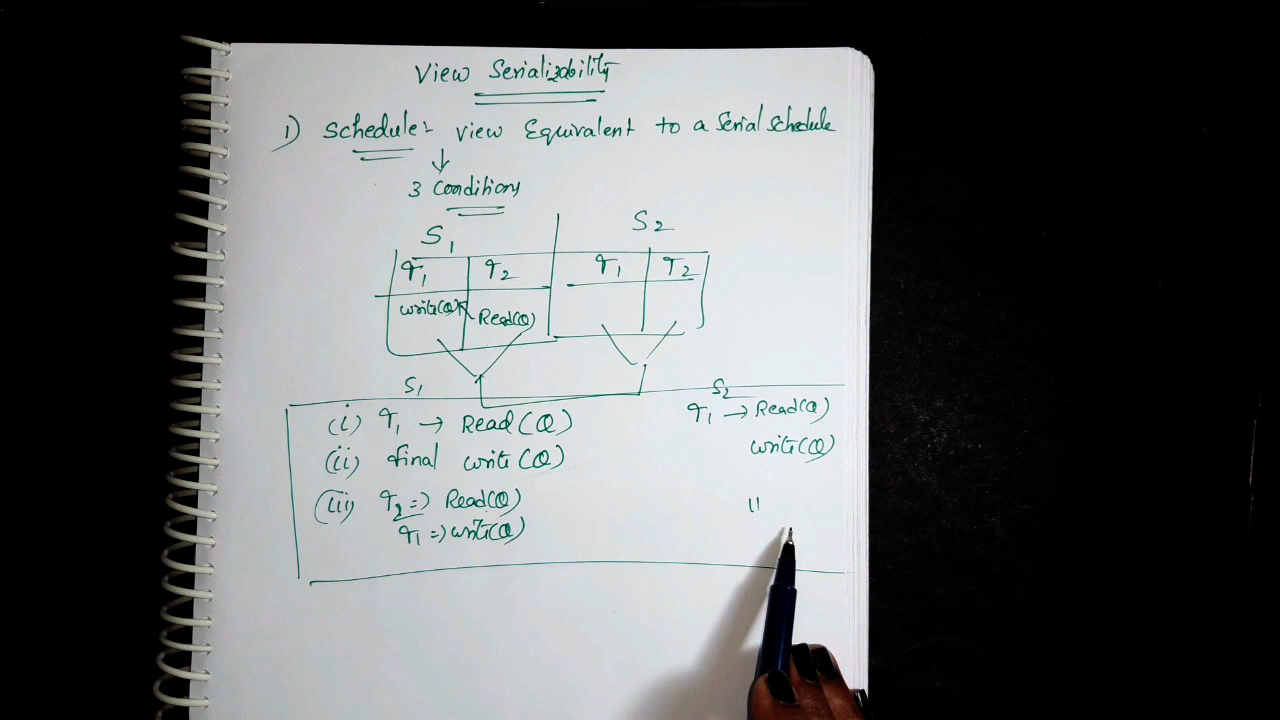 View Serializability
1) Schedule:- view Equivalent to a Serial schedule
3 Conditions
S1 S2
T1 T2 T1 T2
write(Q) Read(Q)
S1 S2
(i) T1 → Read(Q) T1 → Read(Q)
(ii) final write(Q) write(Q)
(iii) T2 => Read(Q) 11
T1 => write(Q)